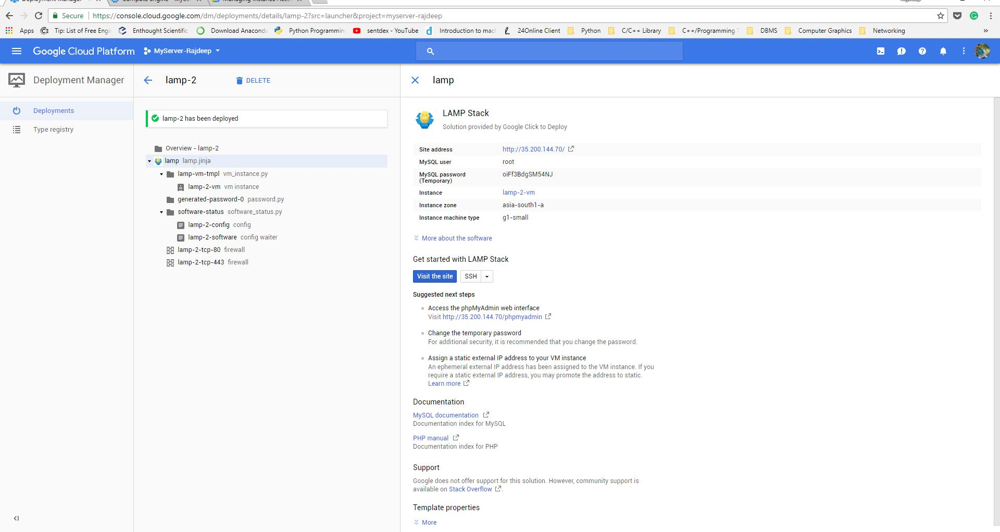 Deployment Manager
Compute Engine - MyServ
Managing Instance Acces
Secure https://console.cloud.google.com/dm/deployments/details/lamp-2?src=launcher&project=myserver-rajdeep
Apps Tip: List of Free Engi Enthought Scientific Download Anaconda Python Programmin sentdex - YouTube Introduction to mac 24Online Client Python C/C++ Library C++/Programming T DBMS Computer Graphics Networking »
Google Cloud Platform MyServer-Rajdeep
Deployment Manager
Deployments
Type registry
lamp-2 DELETE
lamp-2 has been deployed
Overview - lamp-2
lamp lamp.jinja
lamp-vm-tmpl vm_instance.py
lamp-2-vm vm instance
generated-password-0 password.py
software-status software_status.py
lamp-2-config config
lamp-2-software config waiter
lamp-2-tcp-80 firewall
lamp-2-tcp-443 firewall
lamp
LAMP Stack
Solution provided by Google Click to Deploy
Site address http://35.200.144.70/
MySQL user root
MySQL password oiFf3BdgSM54NJ
(Temporary)
Instance lamp-2-vm
Instance zone asia-south1-a
Instance machine type g1-small
More about the software
Get started with LAMP Stack
Visit the site SSH
Suggested next steps
Access the phpMyAdmin web interface
Visit http://35.200.144.70/phpmyadmin
Change the temporary password
For additional security, it is recommended that you change the password.
Assign a static external IP address to your VM instance
An ephemeral external IP address has been assigned to the VM instance. If you
require a static external IP address, you may promote the address to static.
Learn more
Documentation
MySQL documentation
Documentation index for MySQL
PHP manual
Documentation index for PHP
Support
Google does not offer support for this solution. However, community support is
available on Stack Overflow .
Template properties
More